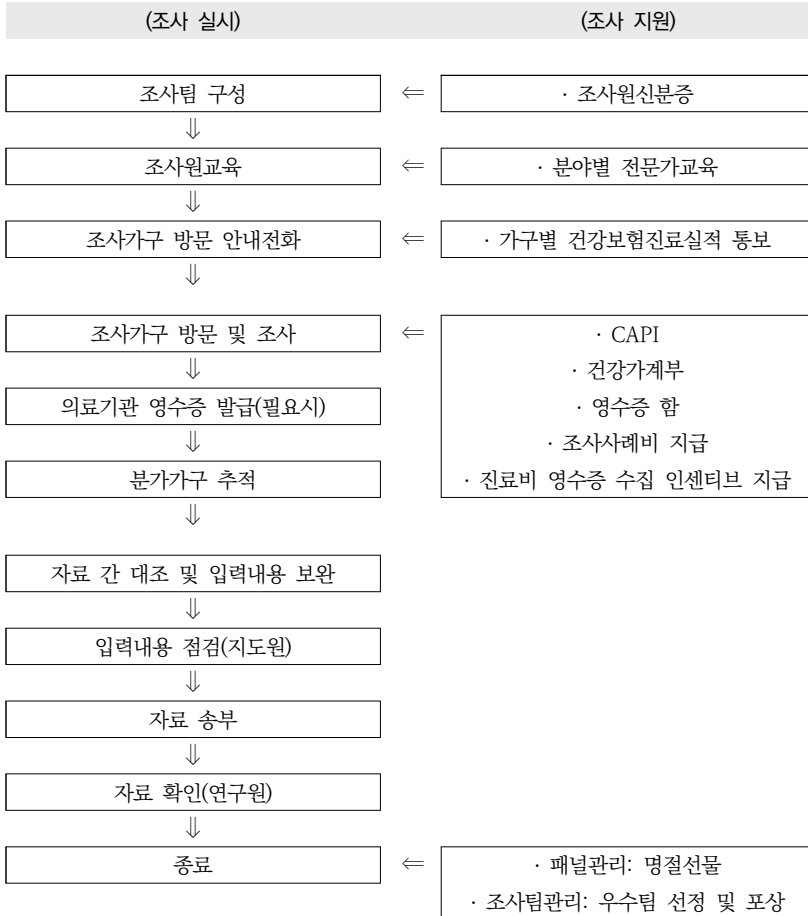 (조사 실시) (조사 지원)
조사팀 구성 ⇐ · 조사원신분증
⇓
조사원교육 ⇐ · 분야별 전문가교육
⇓
조사가구 방문 안내전화 ⇐ · 가구별 건강보험진료실적 통보
⇓
조사가구 방문 및 조사 ⇐ · CAPI
⇓ · 건강가계부
의료기관 영수증 발급(필요시) · 영수증 함
⇓ · 조사사례비 지급
분가가구 추적 · 진료비 영수증 수집 인센티브 지급
⇓
자료 간 대조 및 입력내용 보완
⇓
입력내용 점검(지도원)
⇓
자료 송부
⇓
자료 확인(연구원)
⇓
종료 ⇐ · 패널관리: 명절선물
· 조사팀관리: 우수팀 선정 및 포상